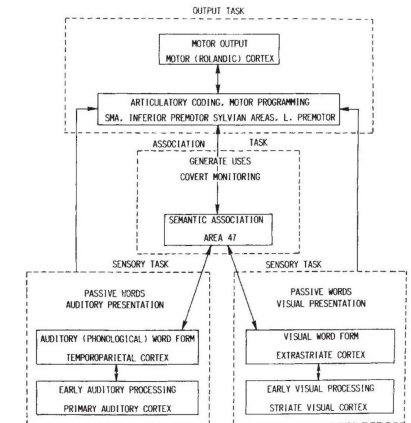 OUTPUT TASK
MOTOR OUTPUT
MOTOR (ROLANDIC) CORTEX
ARTICULATORY CODING, MOTOR PROGRAMMING
SMA, INFERIOR PREMOTOR SYLVIAN AREAS, L. PREMOTOR
ASSOCIATION TASK
GENERATE USES
COVERT MONITORING
SEMANTIC ASSOCIATION
AREA 47
SENSORY TASK
PASSIVE WORDS
AUDITORY PRESENTATION
AUDITORY (PHONOLOGICAL) WORD FORM
TEMPOROPARIETAL CORTEX
EARLY AUDITORY PROCESSING
PRIMARY AUDITORY CORTEX
SENSORY TASK
PASSIVE WORDS
VISUAL PRESENTATION
VISUAL WORD FORM
EXTRASTRIATE CORTEX
EARLY VISUAL PROCESSING
STRIATE VISUAL CORTEX